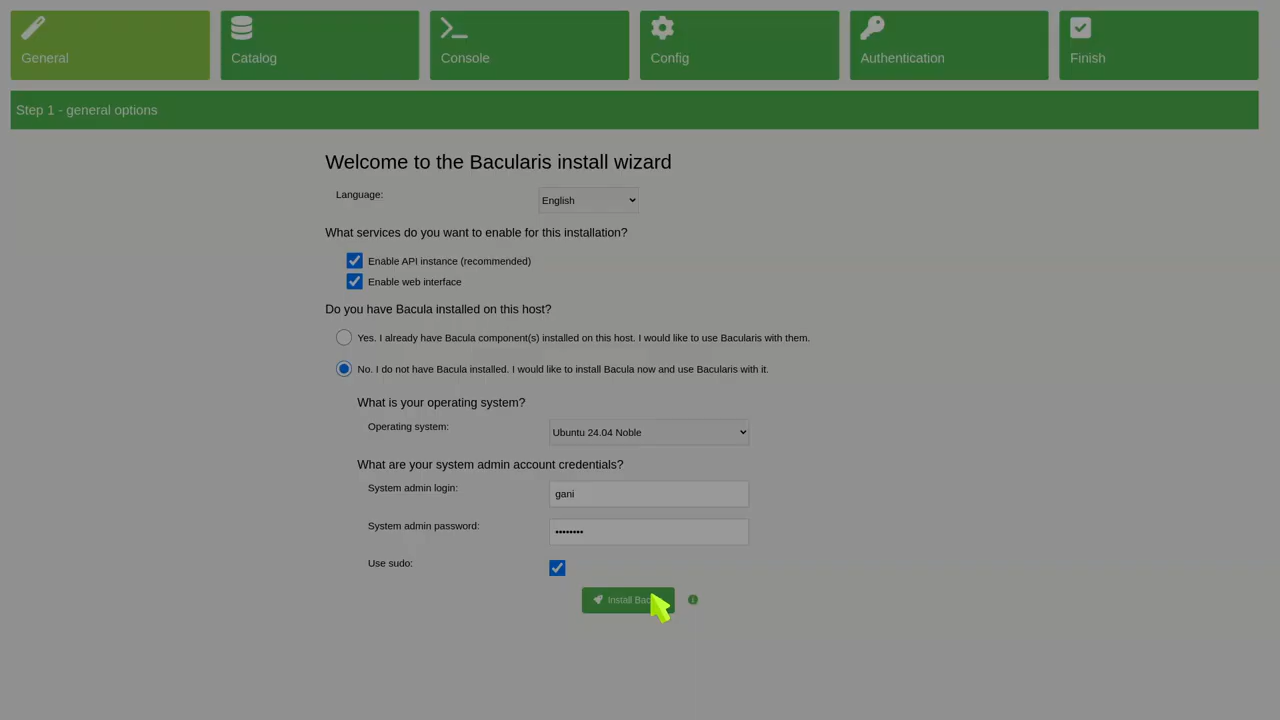 General
Catalog
Console
Config
Authentication
Finish
Step 1 - general options
Welcome to the Bacularis install wizard
Language:
English
What services do you want to enable for this installation?
Enable API instance (recommended)
Enable web interface
Do you have Bacula installed on this host?
Yes. I already have Bacula component(s) installed on this host. I would like to use Bacularis with them.
No. I do not have Bacula installed. I would like to install Bacula now and use Bacularis with it.
What is your operating system?
Operating system:
Ubuntu 24.04 Noble
What are your system admin account credentials?
System admin login:
gani
System admin password:
••••••••
Use sudo:
Install